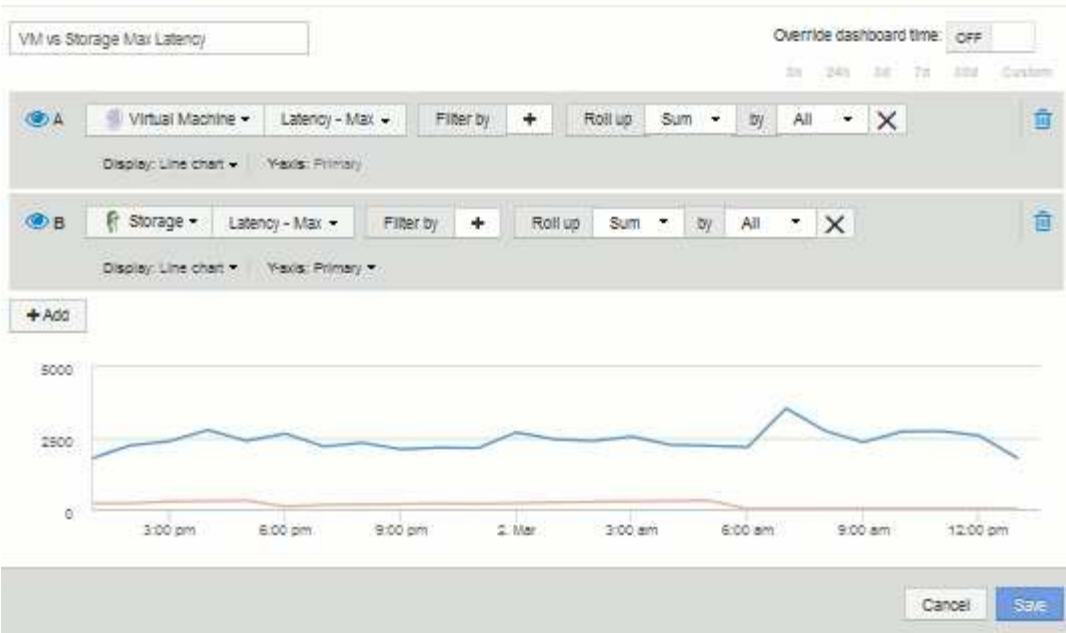 VM vs Storage Max Latency
Override dashboard time: OFF
3h 24h 3d 7d 30d Custom
A Virtual Machine Latency - Max Filter by + Roll up Sum by All
Display: Line chart Y-axis: Primary
B Storage Latency - Max Filter by + Roll up Sum by All
Display: Line chart Y-axis: Primary
+ Add
5000
2500
0
3:00 pm 6:00 pm 9:00 pm 2. Mar 3:00 am 6:00 am 9:00 am 12:00 pm
Cancel Save